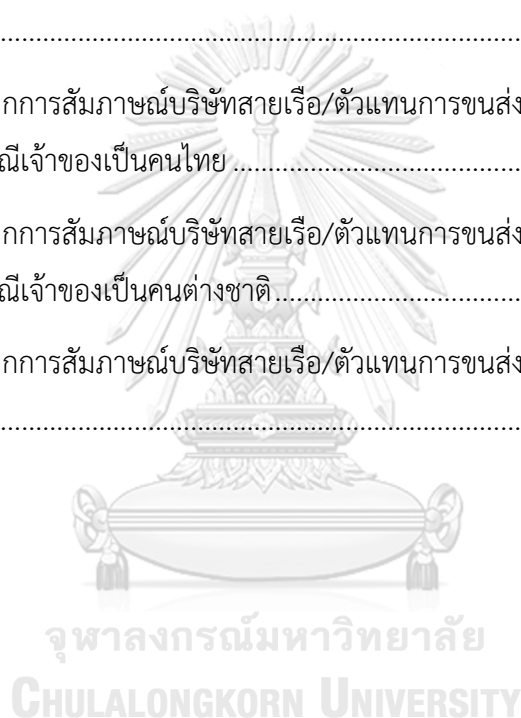 ................................................................
กการสัมภาษณ์บริษัทสายเรือ/ตัวแทนการขนส่ง
ณีเจ้าของเป็นคนไทย ....................................
กการสัมภาษณ์บริษัทสายเรือ/ตัวแทนการขนส่ง
ณีเจ้าของเป็นคนต่างชาติ..............................
กการสัมภาษณ์บริษัทสายเรือ/ตัวแทนการขนส่ง
................................................................
จุฬาลงกรณ์มหาวิทยาลัย
CHULALONGKORN UNIVERSITY